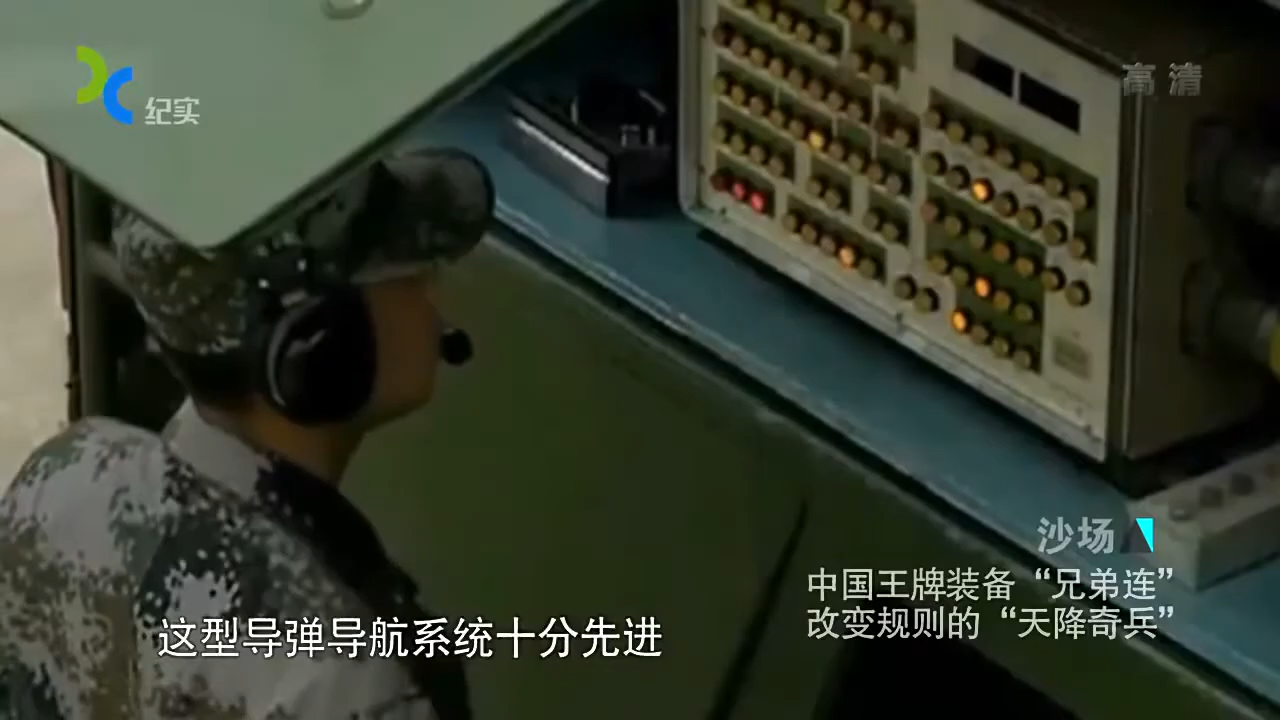 纪实
高清
沙场
中国王牌装备“兄弟连”
改变规则的“天降奇兵”
这型导弹导航系统十分先进